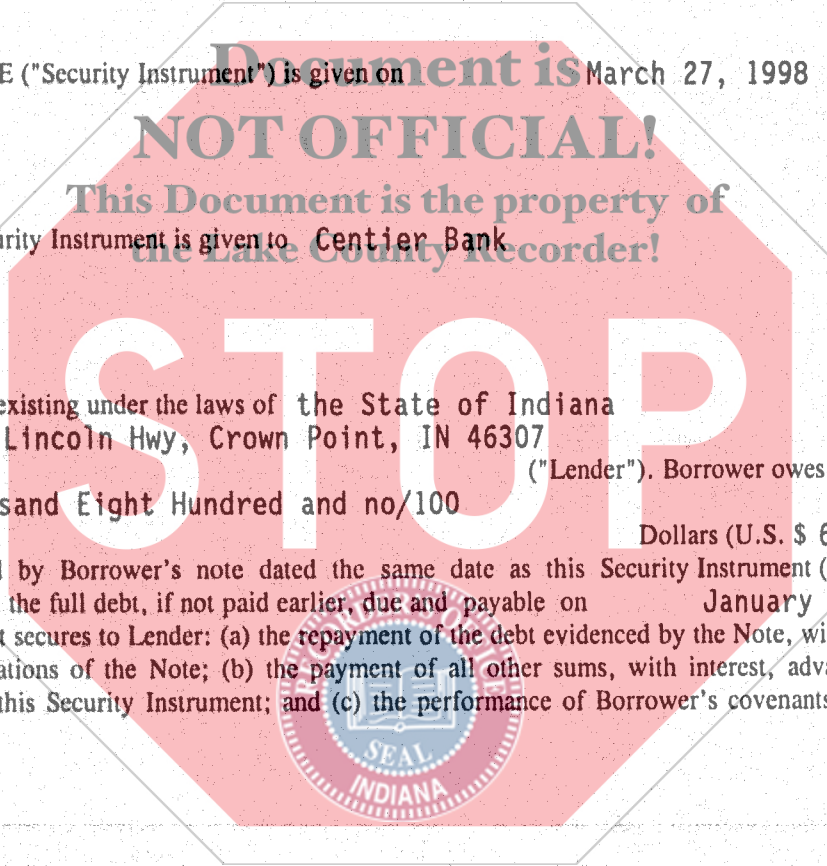 Document is
E ("Security Instrument") is given on March 27, 1998
NOT OFFICIAL!
This Document is the property of
urity Instrument is given to Centier Bank
the Lake County Recorder!
STOP
existing under the laws of the State of Indiana
Lincoln Hwy, Crown Point, IN 46307
("Lender"). Borrower owes
sand Eight Hundred and no/100
Dollars (U.S. $ 6
by Borrower's note dated the same date as this Security Instrument (
the full debt, if not paid earlier, due and payable on January
t secures to Lender: (a) the repayment of the debt evidenced by the Note, wi
ations of the Note; (b) the payment of all other sums, with interest, adva
this Security Instrument; and (c) the performance of Borrower's covenants
RECORDER'S OFFICE
SEAL
INDIANA